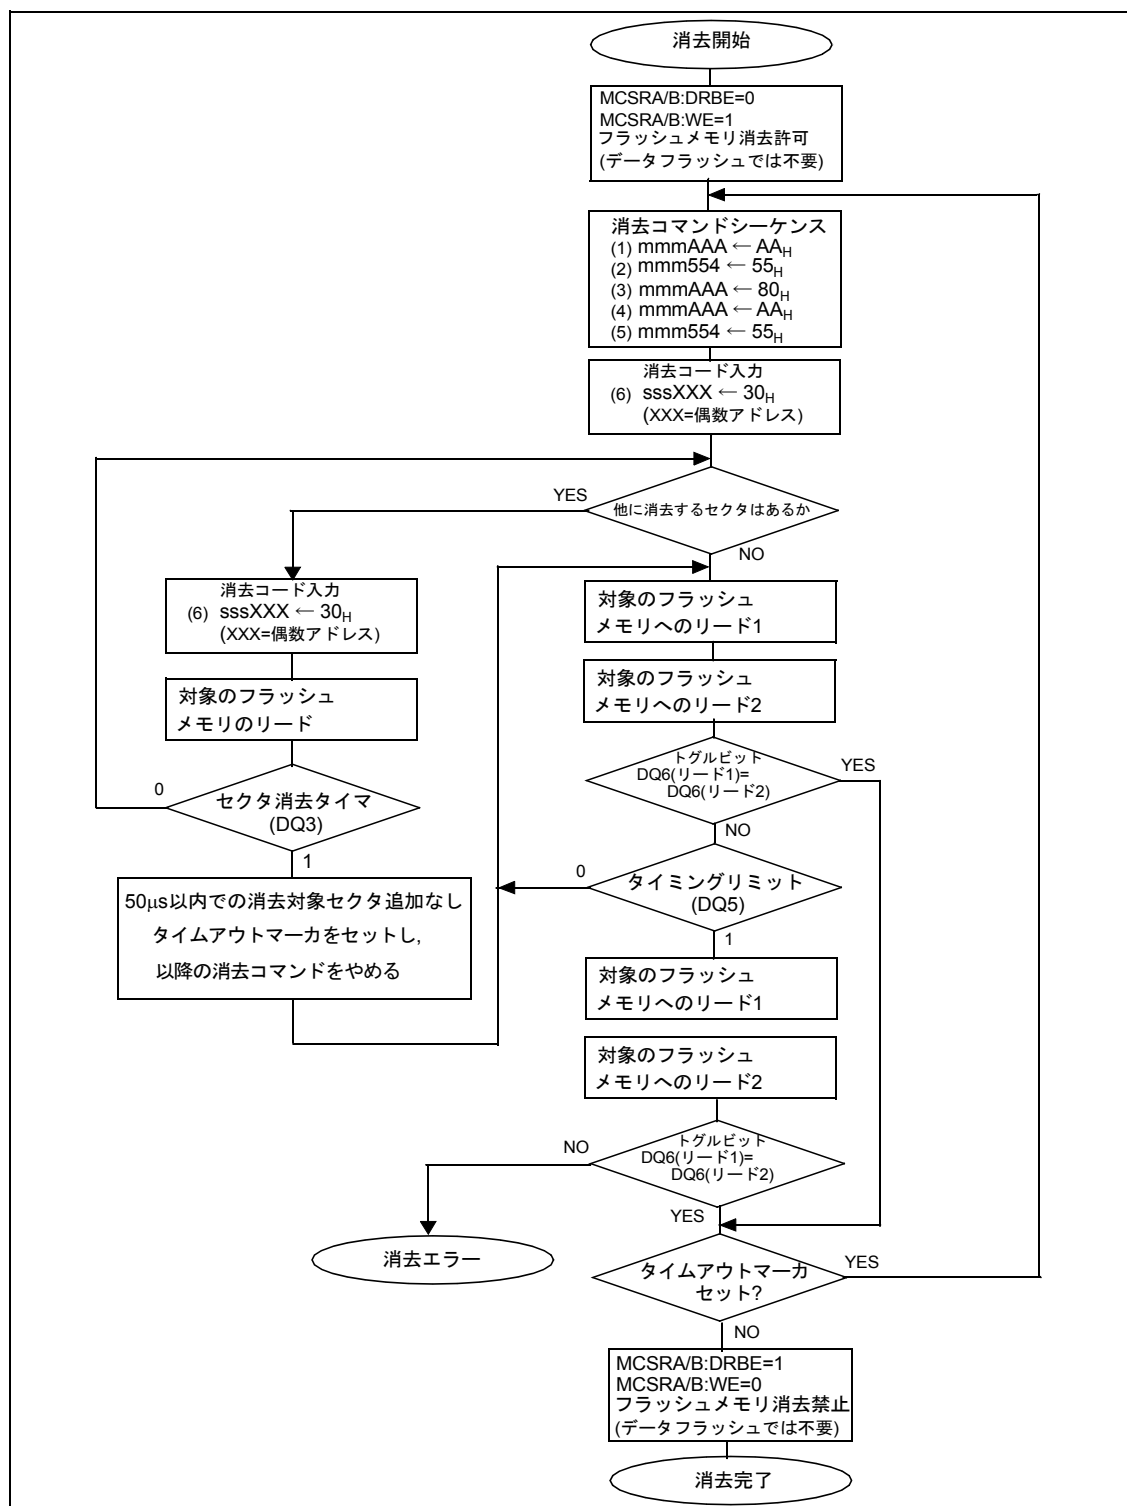 消去開始
MCSRA/B:DRBE=0
MCSRA/B:WE=1
フラッシュメモリ消去許可
(データフラッシュでは不要)
消去コマンドシーケンス
(1) mmmAAA ← AAH
(2) mmm554 ← 55H
(3) mmmAAA ← 80H
(4) mmmAAA ← AAH
(5) mmm554 ← 55H
消去コード入力
(6) sssXXX ← 30H
(XXX=偶数アドレス)
YES
他に消去するセクタはあるか
NO
消去コード入力
(6) sssXXX ← 30H
(XXX=偶数アドレス)
対象のフラッシュ
メモリのリード
0
セクタ消去タイマ
(DQ3)
1
50μs以内での消去対象セクタ追加なし
タイムアウトマーカをセットし,
以降の消去コマンドをやめる
対象のフラッシュ
メモリへのリード1
対象のフラッシュ
メモリへのリード2
トグルビット
DQ6(リード1)=
DQ6(リード2)
YES
NO
0
タイミングリミット
(DQ5)
1
対象のフラッシュ
メモリへのリード1
対象のフラッシュ
メモリへのリード2
NO
トグルビット
DQ6(リード1)=
DQ6(リード2)
YES
消去エラー
タイムアウトマーカ
セット?
YES
NO
MCSRA/B:DRBE=1
MCSRA/B:WE=0
フラッシュメモリ消去禁止
(データフラッシュでは不要)
消去完了